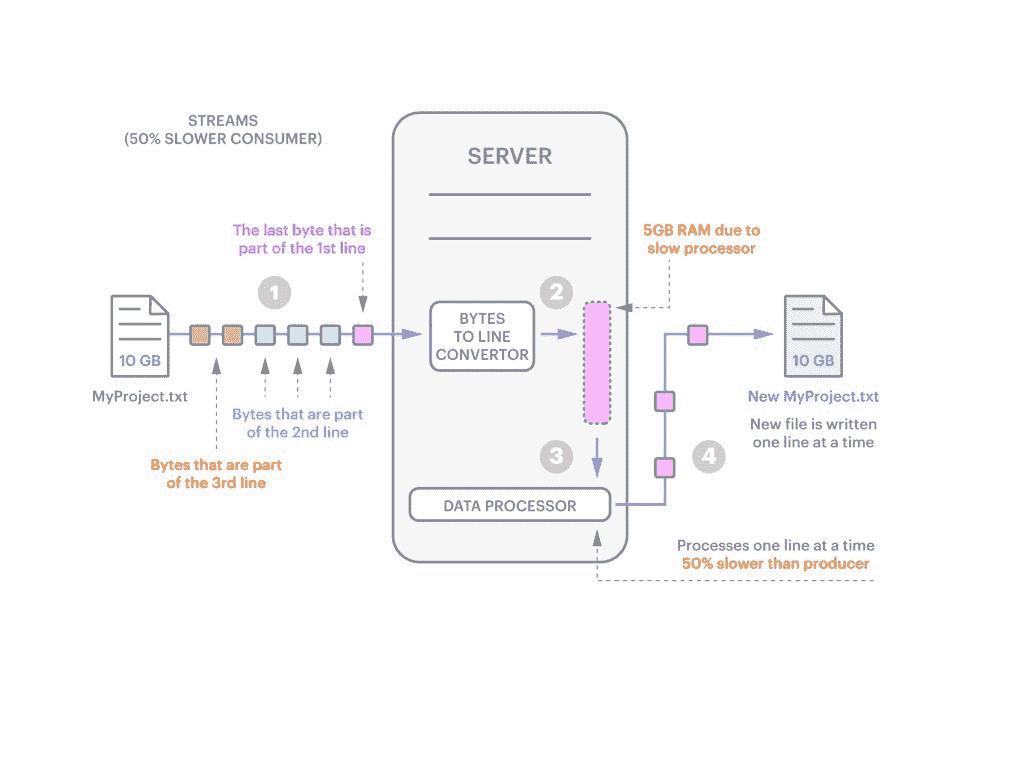 STREAMS
(50% SLOWER CONSUMER)
SERVER
The last byte that is
part of the 1st line
5GB RAM due to
slow processor
1
2
BYTES
TO LINE
CONVERTOR
10 GB
MyProject.txt
10 GB
New MyProject.txt
New file is written
one line at a time
Bytes that are part
of the 2nd line
Bytes that are part
of the 3rd line
3
4
DATA PROCESSOR
Processes one line at a time
50% slower than producer